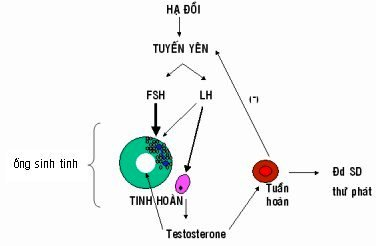 HẠ ĐỒI
TUYẾN YÊN
FSH
LH
(-)
ống sinh tinh
TINH HOÀN
Tuần
hoàn
Đđ SD
thứ phát
Testosterone